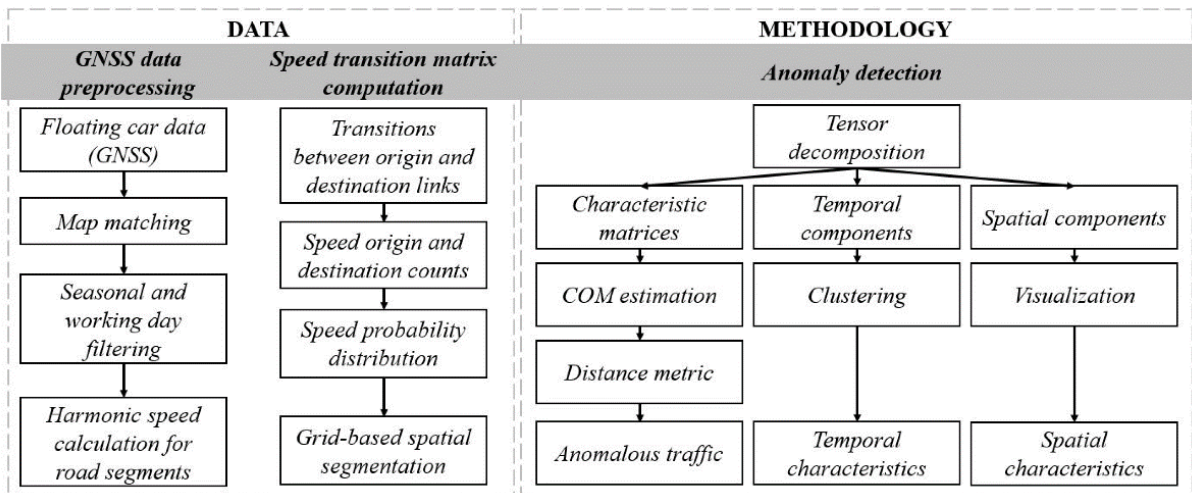 DATA
GNSS data
preprocessing
Floating car data
(GNSS)
Map matching
Seasonal and
working day
filtering
Harmonic speed
calculation for
road segments
Speed transition matrix
computation
Transitions
between origin and
destination links
Speed origin and
destination counts
Speed probability
distribution
Grid-based spatial
segmentation
METHODOLOGY
Anomaly detection
Tensor
decomposition
Characteristic
matrices
COM estimation
Distance metric
Anomalous traffic
Temporal
components
Clustering
Temporal
characteristics
Spatial components
Visualization
Spatial
characteristics